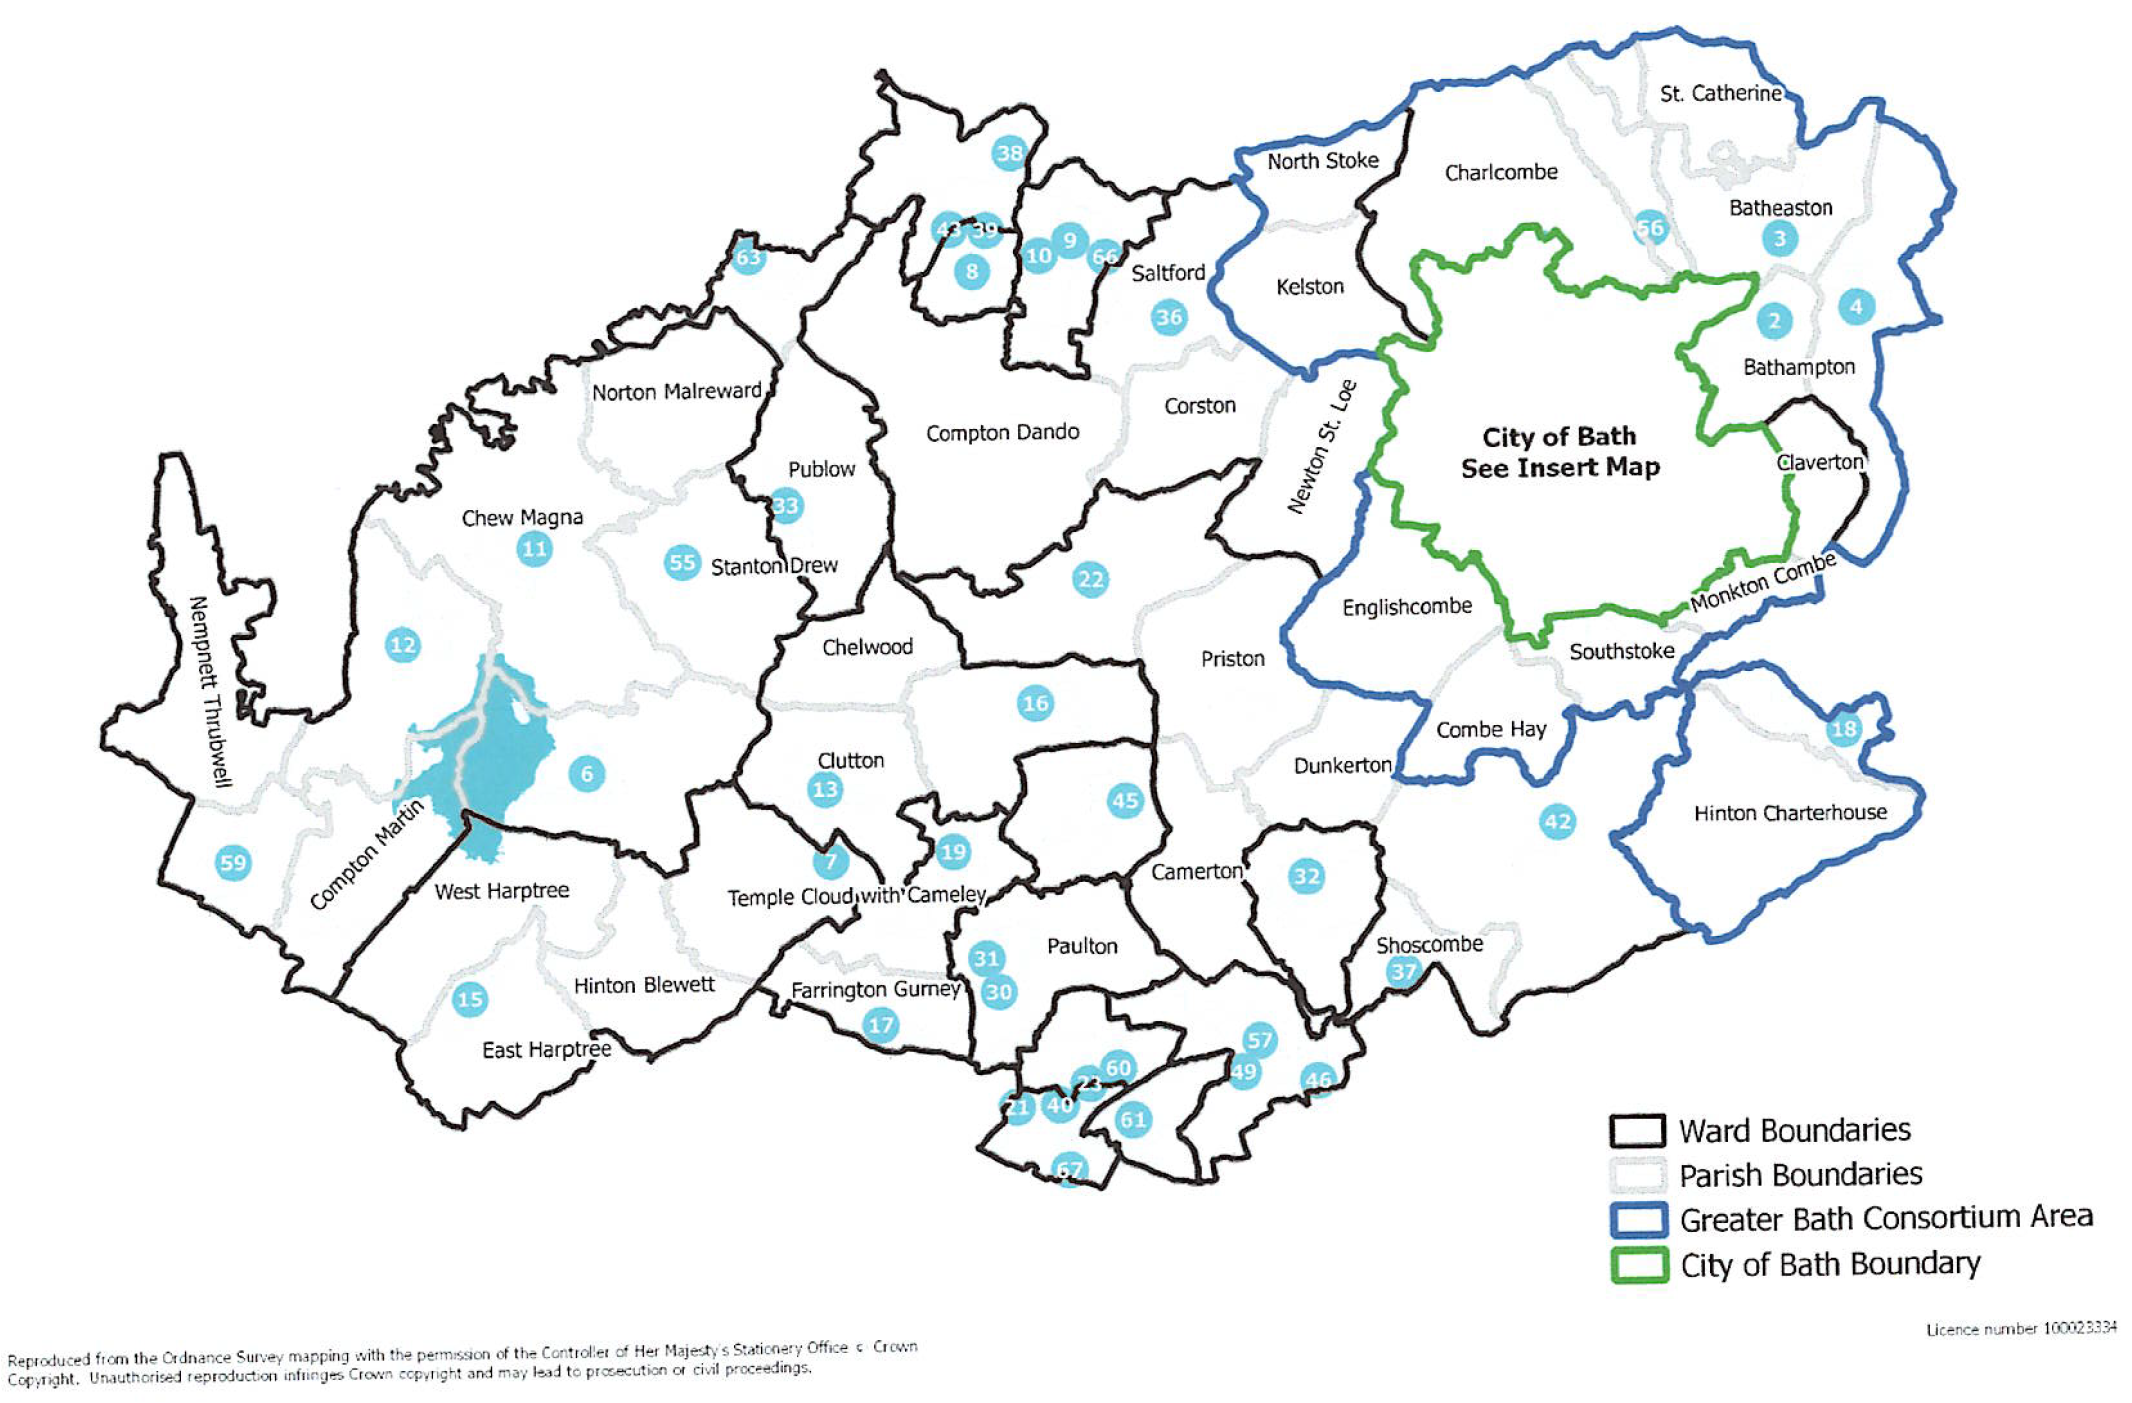 St. Catherine
38
North Stoke
Charlcombe
Batheaston
56
3
43
39
9
10
66
63
8
Saltford
Kelston
36
2
4
Bathampton
Norton Malreward
Newton St. Loe
Corston
Compton Dando
City of Bath
See Insert Map
Claverton
Publow
33
Chew Magna
11
55
Stanton Drew
22
Monkton Combe
Englishcombe
Nempnett Thrubwell
12
Chelwood
Priston
Southstoke
16
Combe Hay
18
Clutton
13
6
Dunkerton
45
42
Hinton Charterhouse
Compton Martin
59
7
19
Camerton
32
West Harptree
Temple Cloud with Cameley
Paulton
Shoscombe
31
37
15
Hinton Blewett
Farrington Gurney
30
17
East Harptree
57
60
49
46
23
21
40
61
67
Ward Boundaries
Parish Boundaries
Greater Bath Consortium Area
City of Bath Boundary
Licence number 100023334
Reproduced from the Ordnance Survey mapping with the permission of the Controller of Her Majesty's Stationery Office c Crown
Copyright. Unauthorised reproduction infringes Crown copyright and may lead to prosecution or civil proceedings.